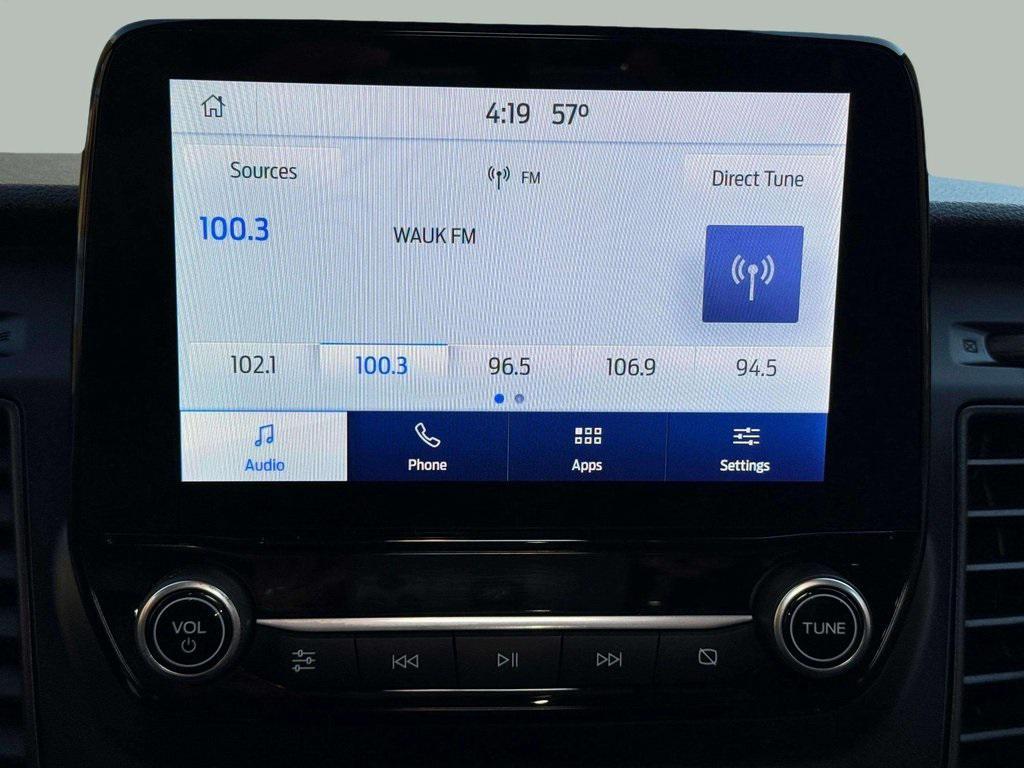 4:19 57º
Sources FM Direct Tune
100.3 WAUK FM
102.1 100.3 96.5 106.9 94.5
Audio Phone Apps Settings
VOL TUNE